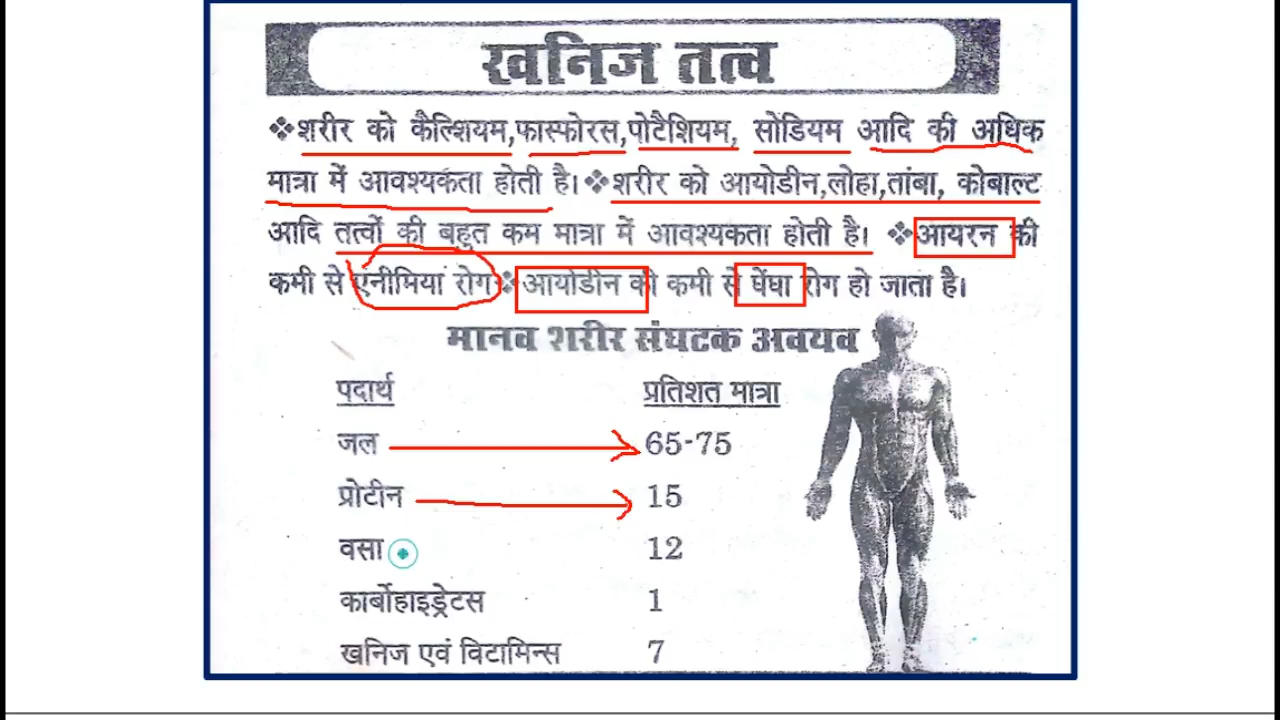 खनिज तत्व
❖शरीर को कैल्शियम,फास्फोरस,पोटैशियम, सोडियम आदि की अधिक
मात्रा में आवश्यकता होती है। ❖शरीर को आयोडीन,लोहा,तांबा, कोबाल्ट
आदि तत्वों की बहुत कम मात्रा में आवश्यकता होती है। ❖आयरन की
कमी से एनीमिया रोग ❖आयोडीन की कमी से घेंघा रोग हो जाता है।
मानव शरीर संघटक अवयव
पदार्थ प्रतिशत मात्रा
जल 65-75
प्रोटीन 15
वसा 12
कार्बोहाइड्रेटस 1
खनिज एवं विटामिन्स 7